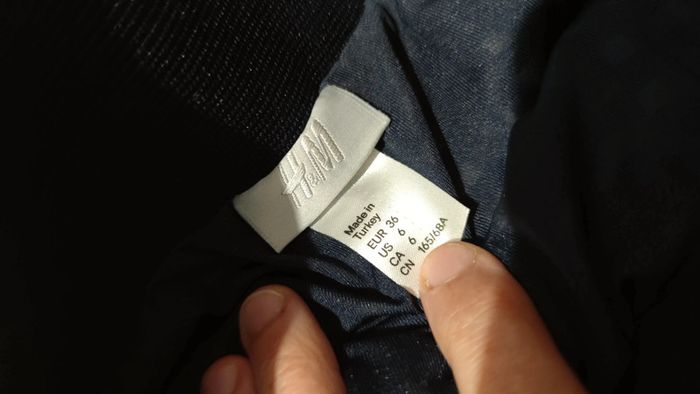 H&M
Made in
Turkey
EUR 36
US 6
CA 6
CN 165/68A